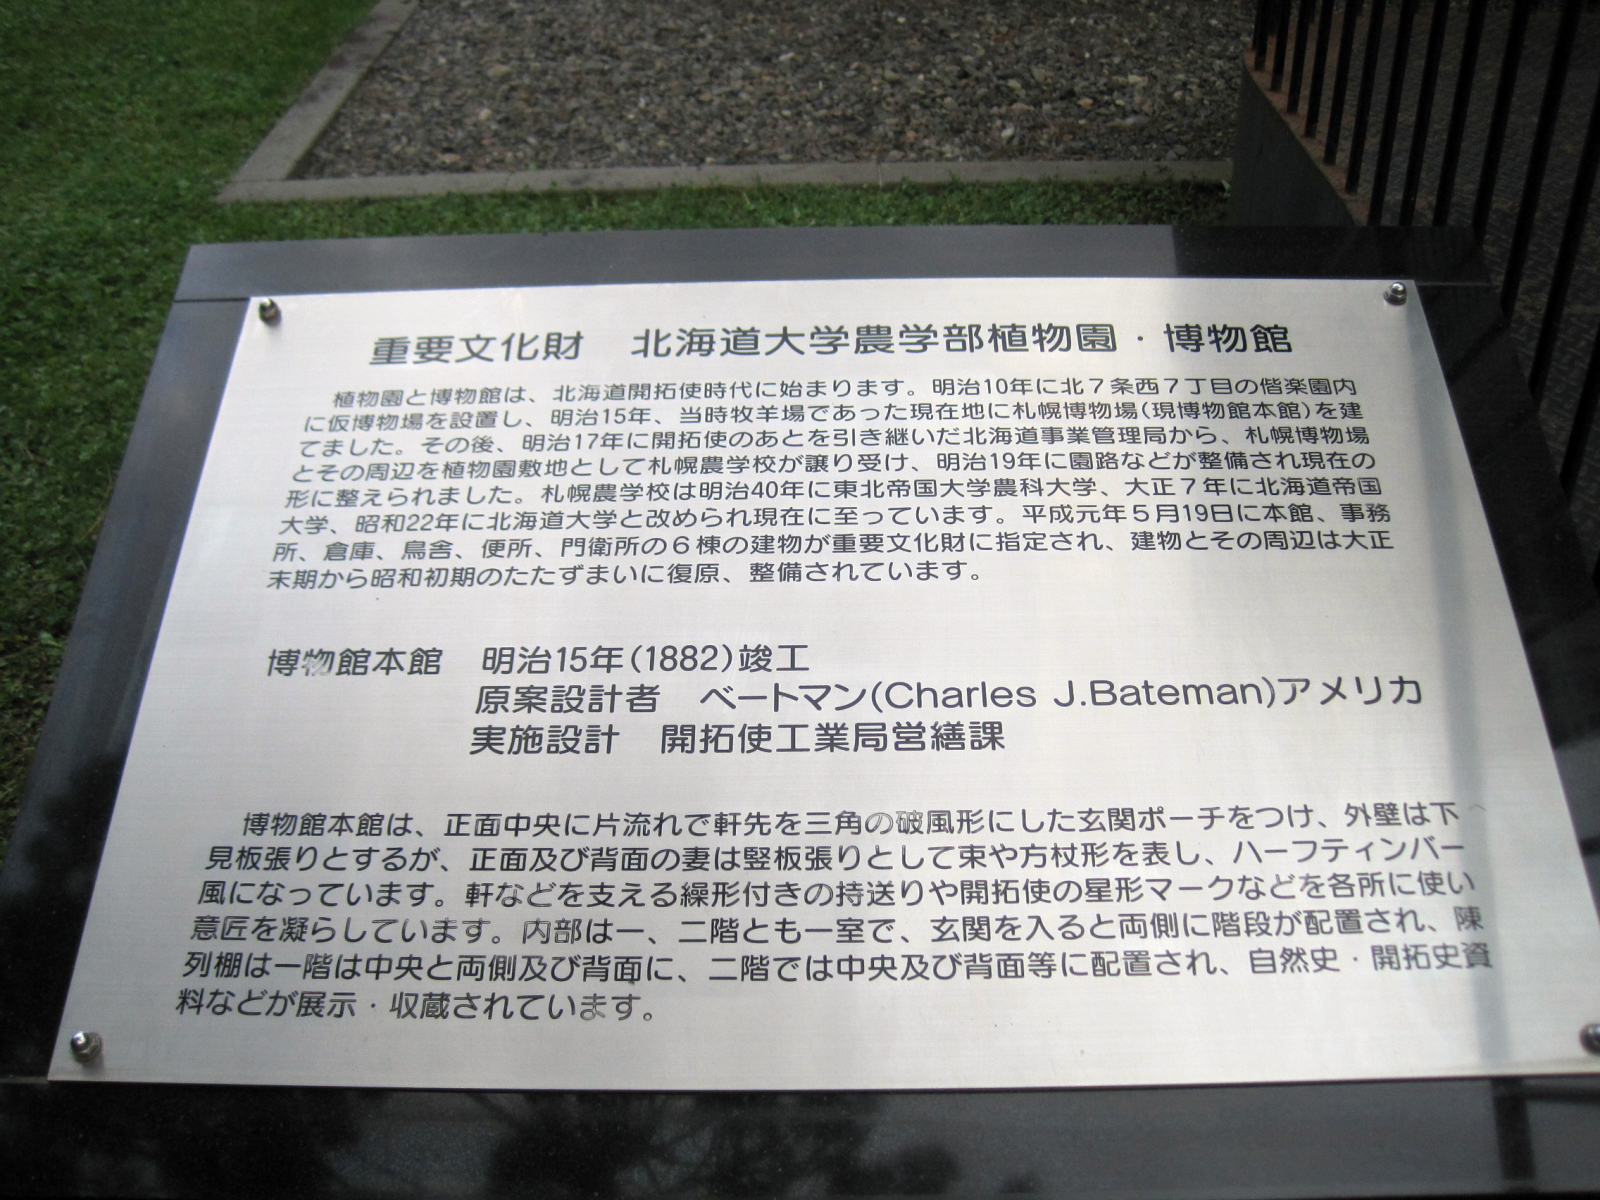 重要文化財　北海道大学農学部植物園・博物館
植物園と博物館は、北海道開拓使時代に始まります。明治10年に北7条西7丁目の偕楽園内
に仮博物場を設置し、明治15年、当時牧羊場であった現在地に札幌博物場(現博物館本館)を建
てました。その後、明治17年に開拓使のあとを引き継いだ北海道事業管理局から、札幌博物場
とその周辺を植物園敷地として札幌農学校が譲り受け、明治19年に園路などが整備され現在の
形に整えられました。札幌農学校は明治40年に東北帝国大学農科大学、大正7年に北海道帝国
大学、昭和22年に北海道大学と改められ現在に至っています。平成元年5月19日に本館、事務
所、倉庫、鳥舎、便所、門衛所の6棟の建物が重要文化財に指定され、建物とその周辺は大正
末期から昭和初期のたたずまいに復原、整備されています。
博物館本館　明治15年(1882)竣工
原案設計者　ベートマン(Charles J.Bateman)アメリカ
実施設計　開拓使工業局営繕課
博物館本館は、正面中央に片流れで軒先を三角の破風形にした玄関ポーチをつけ、外壁は下
見板張りとするが、正面及び背面の妻は竪板張りとして束や方杖形を表し、ハーフティンバー
風になっています。軒などを支える繰形付きの持送りや開拓使の星形マークなどを各所に使い
意匠を凝らしています。内部は一、二階とも一室で、玄関を入ると両側に階段が配置され、陳
列棚は一階は中央と両側及び背面に、二階では中央及び背面等に配置され、自然史・開拓史資
料などが展示・収蔵されています。